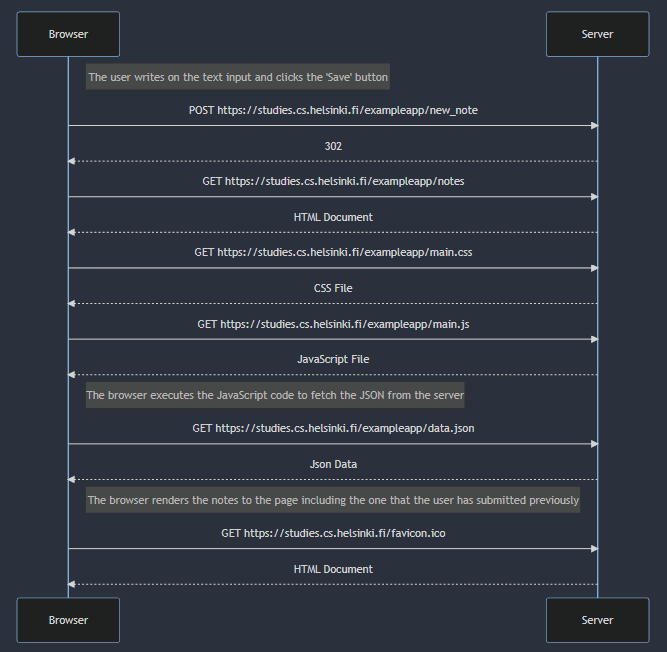 Browser
Server
The user writes on the text input and clicks the 'Save' button
POST https://studies.cs.helsinki.fi/exampleapp/new_note
302
GET https://studies.cs.helsinki.fi/exampleapp/notes
HTML Document
GET https://studies.cs.helsinki.fi/exampleapp/main.css
CSS File
GET https://studies.cs.helsinki.fi/exampleapp/main.js
JavaScript File
The browser executes the JavaScript code to fetch the JSON from the server
GET https://studies.cs.helsinki.fi/exampleapp/data.json
Json Data
The browser renders the notes to the page including the one that the user has submitted previously
GET https://studies.cs.helsinki.fi/favicon.ico
HTML Document
Browser
Server